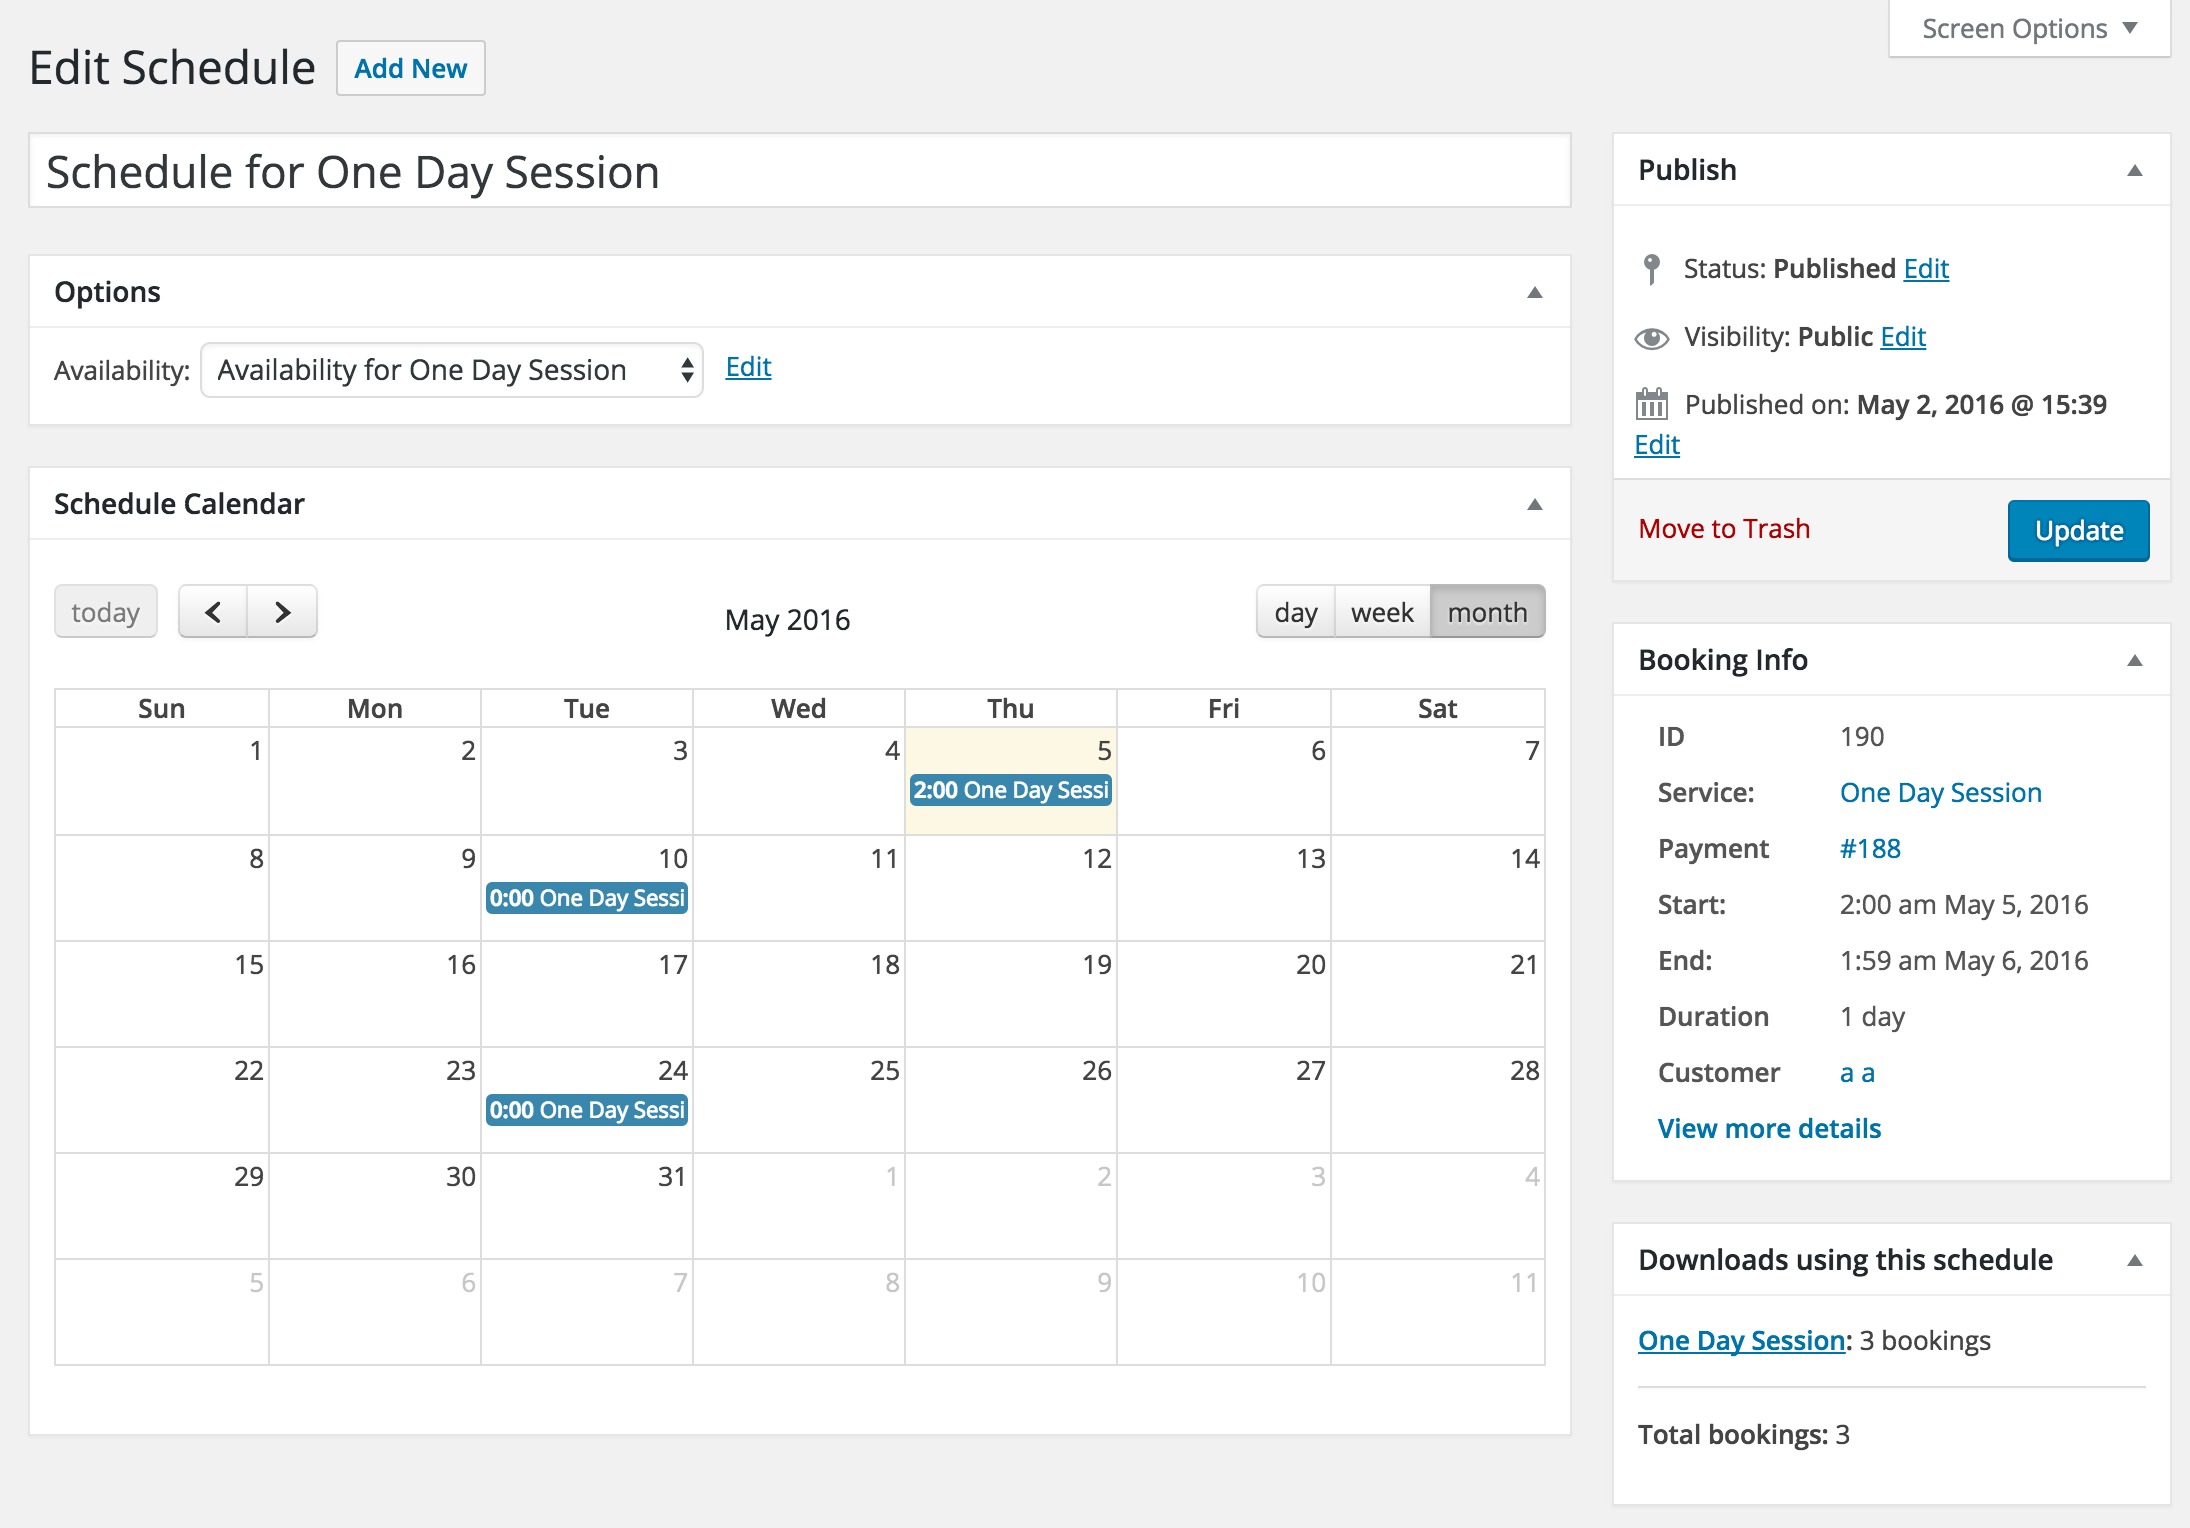 Screen Options
Edit Schedule Add New
Schedule for One Day Session
Options
Availability: Availability for One Day Session Edit
Schedule Calendar
today
May 2016
day week month
Sun Mon Tue Wed Thu Fri Sat
1 2 3 4 5 6 7
2:00 One Day Sessi
8 9 10 11 12 13 14
0:00 One Day Sessi
15 16 17 18 19 20 21
22 23 24 25 26 27 28
0:00 One Day Sessi
29 30 31 1 2 3 4
5 6 7 8 9 10 11
Publish
Status: Published Edit
Visibility: Public Edit
Published on: May 2, 2016 @ 15:39
Edit
Move to Trash Update
Booking Info
ID 190
Service: One Day Session
Payment #188
Start: 2:00 am May 5, 2016
End: 1:59 am May 6, 2016
Duration 1 day
Customer a a
View more details
Downloads using this schedule
One Day Session: 3 bookings
Total bookings: 3